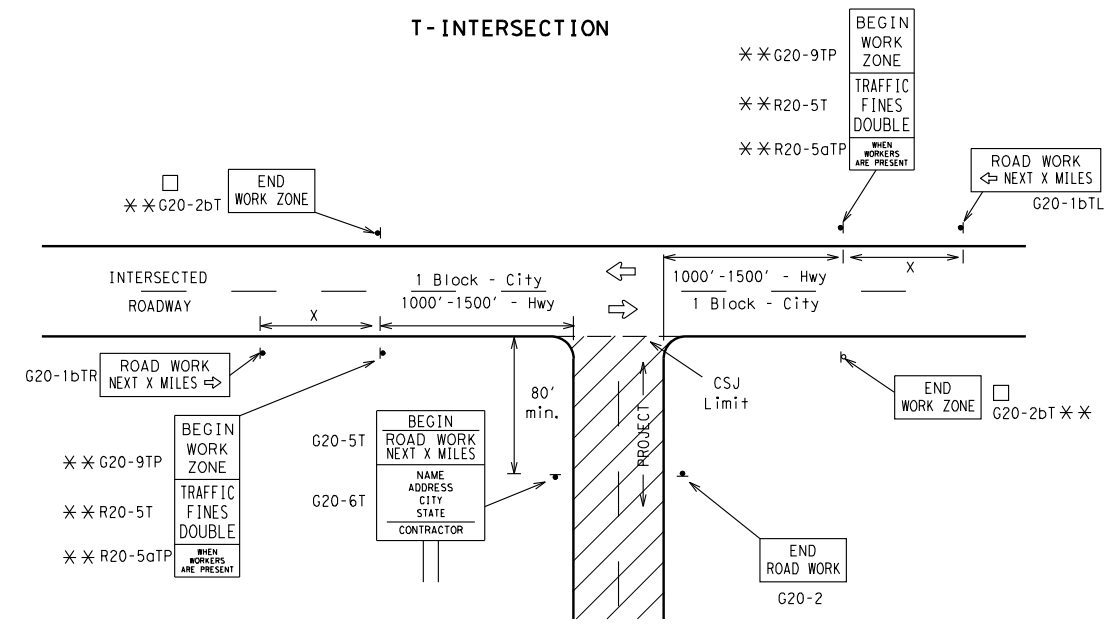 T-INTERSECTION
BEGIN
WORK
ZONE
**G20-9TP
TRAFFIC
FINES
DOUBLE
**R20-5T
WHEN
WORKERS
ARE PRESENT
**R20-5aTP
ROAD WORK
⇦ NEXT X MILES
G20-1bTL
END
WORK ZONE
□
**G20-2bT
INTERSECTED
ROADWAY
1 Block - City
1000'-1500' - Hwy
X
1000'-1500' - Hwy
1 Block - City
X
G20-1bTR
ROAD WORK
NEXT X MILES ⇨
80'
min.
CSJ
Limit
PROJECT
END
WORK ZONE
□
G20-2bT **
BEGIN
WORK
ZONE
**G20-9TP
TRAFFIC
FINES
DOUBLE
**R20-5T
WHEN
WORKERS
ARE PRESENT
**R20-5aTP
G20-5T
BEGIN
ROAD WORK
NEXT X MILES
G20-6T
NAME
ADDRESS
CITY
STATE
CONTRACTOR
END
ROAD WORK
G20-2